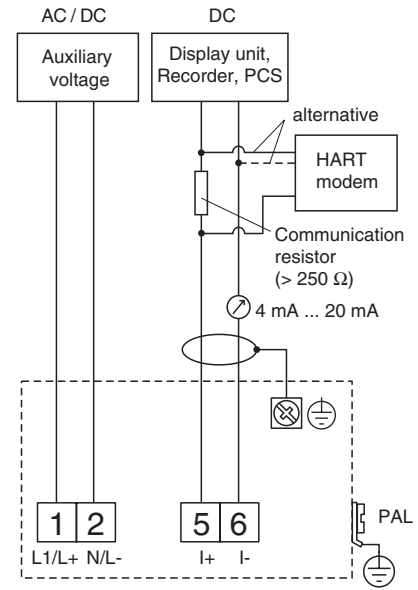 AC / DC
DC
Auxiliary
voltage
Display unit,
Recorder, PCS
alternative
HART
modem
Communication
resistor
(> 250 Ω)
4 mA ... 20 mA
1 2 5 6
PAL
L1/L+ N/L- I+ I-